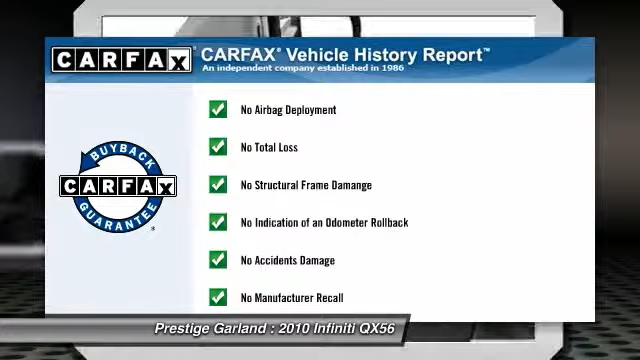 CARFAX
CARFAX® Vehicle History Report™
An independent company established in 1986
No Airbag Deployment
No Total Loss
No Structural Frame Damange
No Indication of an Odometer Rollback
No Accidents Damage
No Manufacturer Recall
BUYBACK
CARFAX
GUARANTEE®
Prestige Garland : 2010 Infiniti QX56